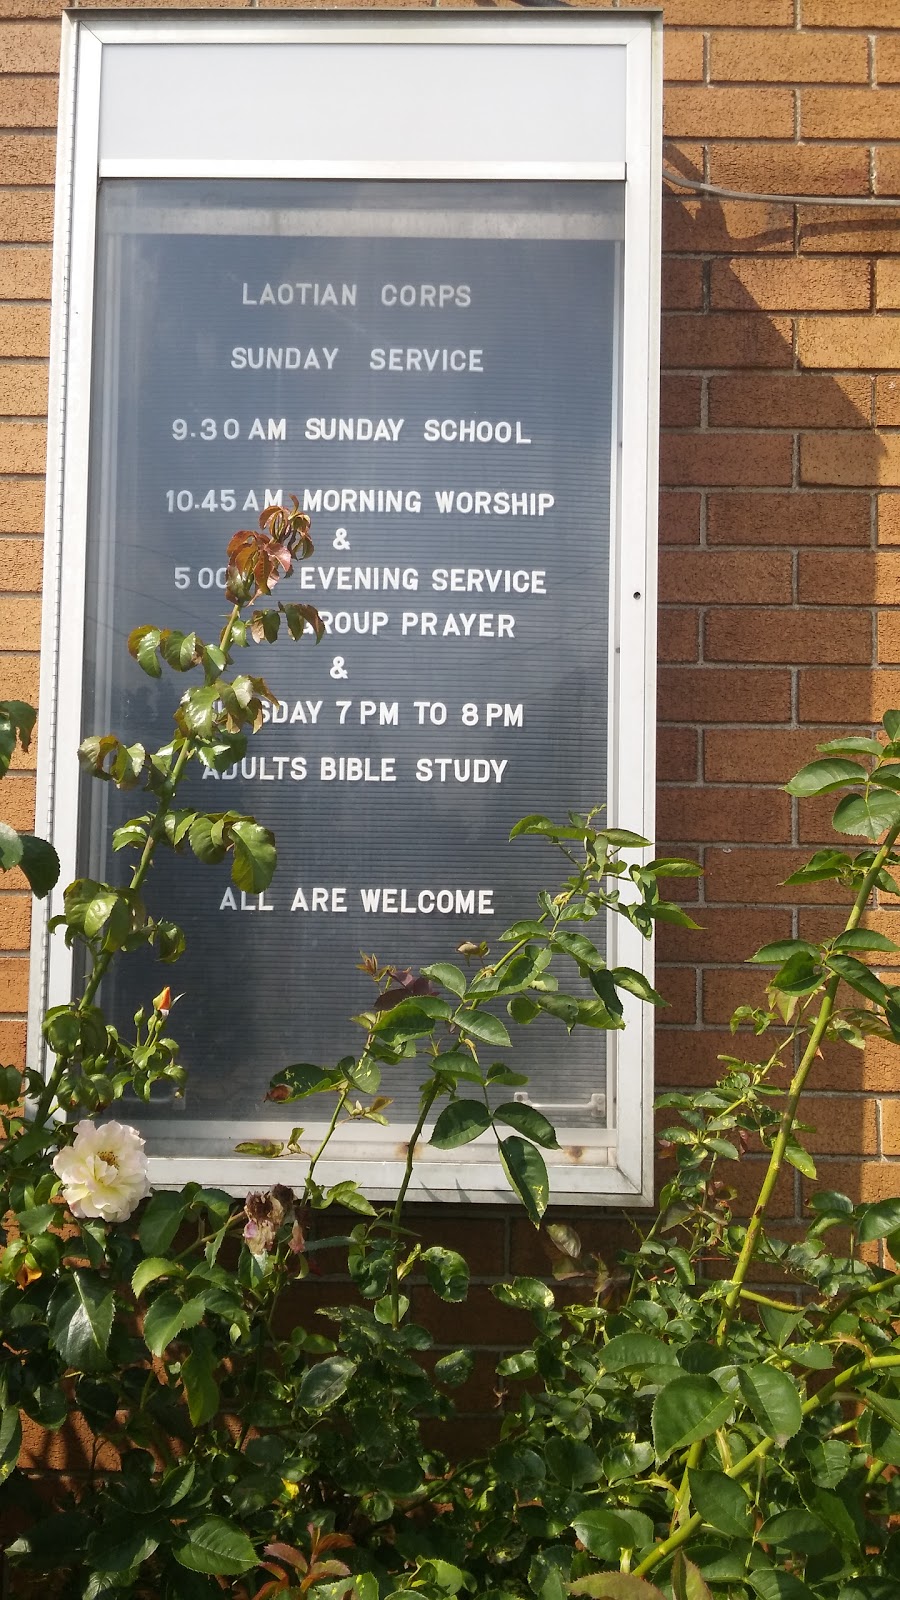 LAOTIAN CORPS
SUNDAY SERVICE
9.30 AM SUNDAY SCHOOL
10.45 AM MORNING WORSHIP
&
5 EVENING SERVICE
PRAYER
&
7 PM TO 8 PM
ADULTS BIBLE STUDY
ALL ARE WELCOME